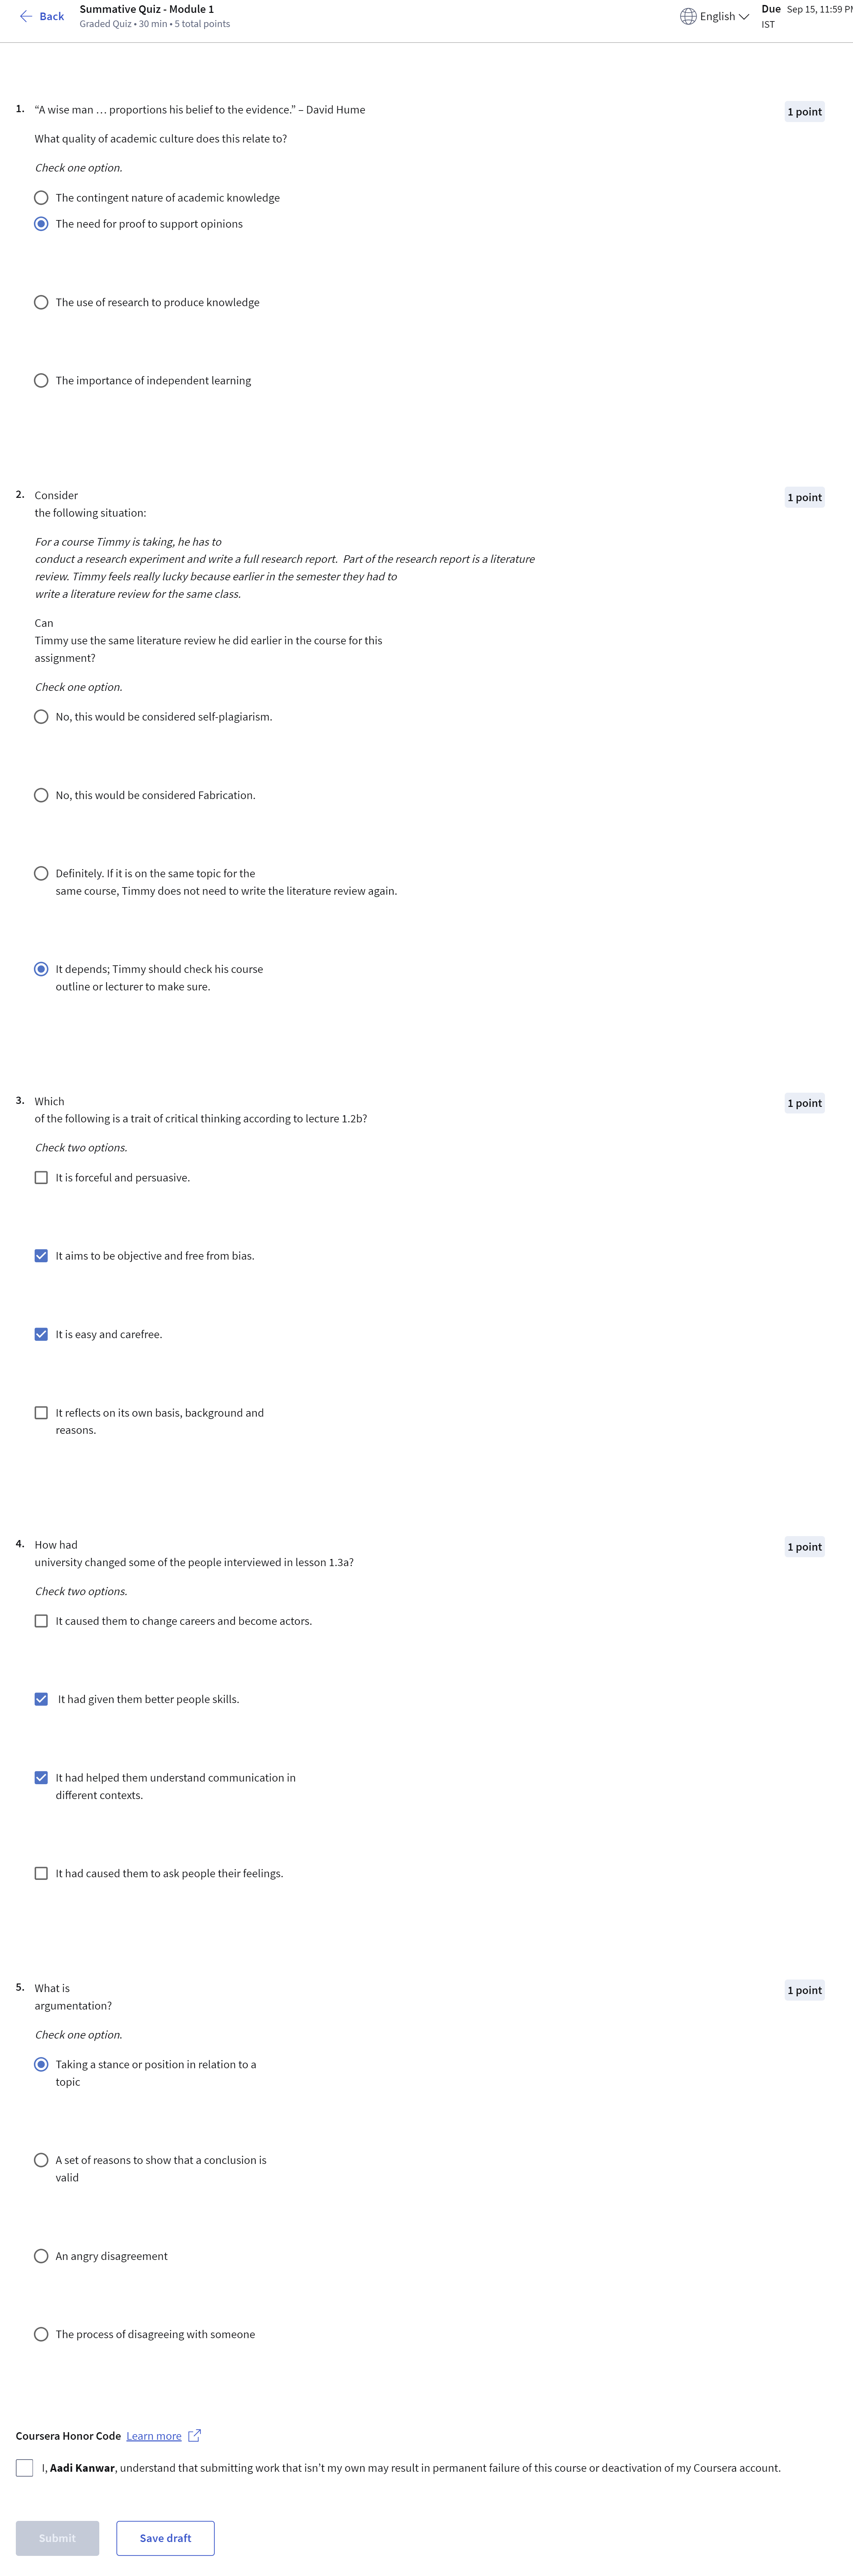 Back
Summative Quiz - Module 1
Graded Quiz • 30 min • 5 total points
English
Due Sep 15, 11:59 PM
IST
1. “A wise man … proportions his belief to the evidence.” – David Hume
1 point
What quality of academic culture does this relate to?
Check one option.
The contingent nature of academic knowledge
The need for proof to support opinions
The use of research to produce knowledge
The importance of independent learning
2. Consider
1 point
the following situation:
For a course Timmy is taking, he has to
conduct a research experiment and write a full research report. Part of the research report is a literature
review. Timmy feels really lucky because earlier in the semester they had to
write a literature review for the same class.
Can
Timmy use the same literature review he did earlier in the course for this
assignment?
Check one option.
No, this would be considered self-plagiarism.
No, this would be considered Fabrication.
Definitely. If it is on the same topic for the
same course, Timmy does not need to write the literature review again.
It depends; Timmy should check his course
outline or lecturer to make sure.
3. Which
1 point
of the following is a trait of critical thinking according to lecture 1.2b?
Check two options.
It is forceful and persuasive.
It aims to be objective and free from bias.
It is easy and carefree.
It reflects on its own basis, background and
reasons.
4. How had
1 point
university changed some of the people interviewed in lesson 1.3a?
Check two options.
It caused them to change careers and become actors.
It had given them better people skills.
It had helped them understand communication in
different contexts.
It had caused them to ask people their feelings.
5. What is
1 point
argumentation?
Check one option.
Taking a stance or position in relation to a
topic
A set of reasons to show that a conclusion is
valid
An angry disagreement
The process of disagreeing with someone
Coursera Honor Code Learn more
I, Aadi Kanwar, understand that submitting work that isn’t my own may result in permanent failure of this course or deactivation of my Coursera account.
Submit
Save draft